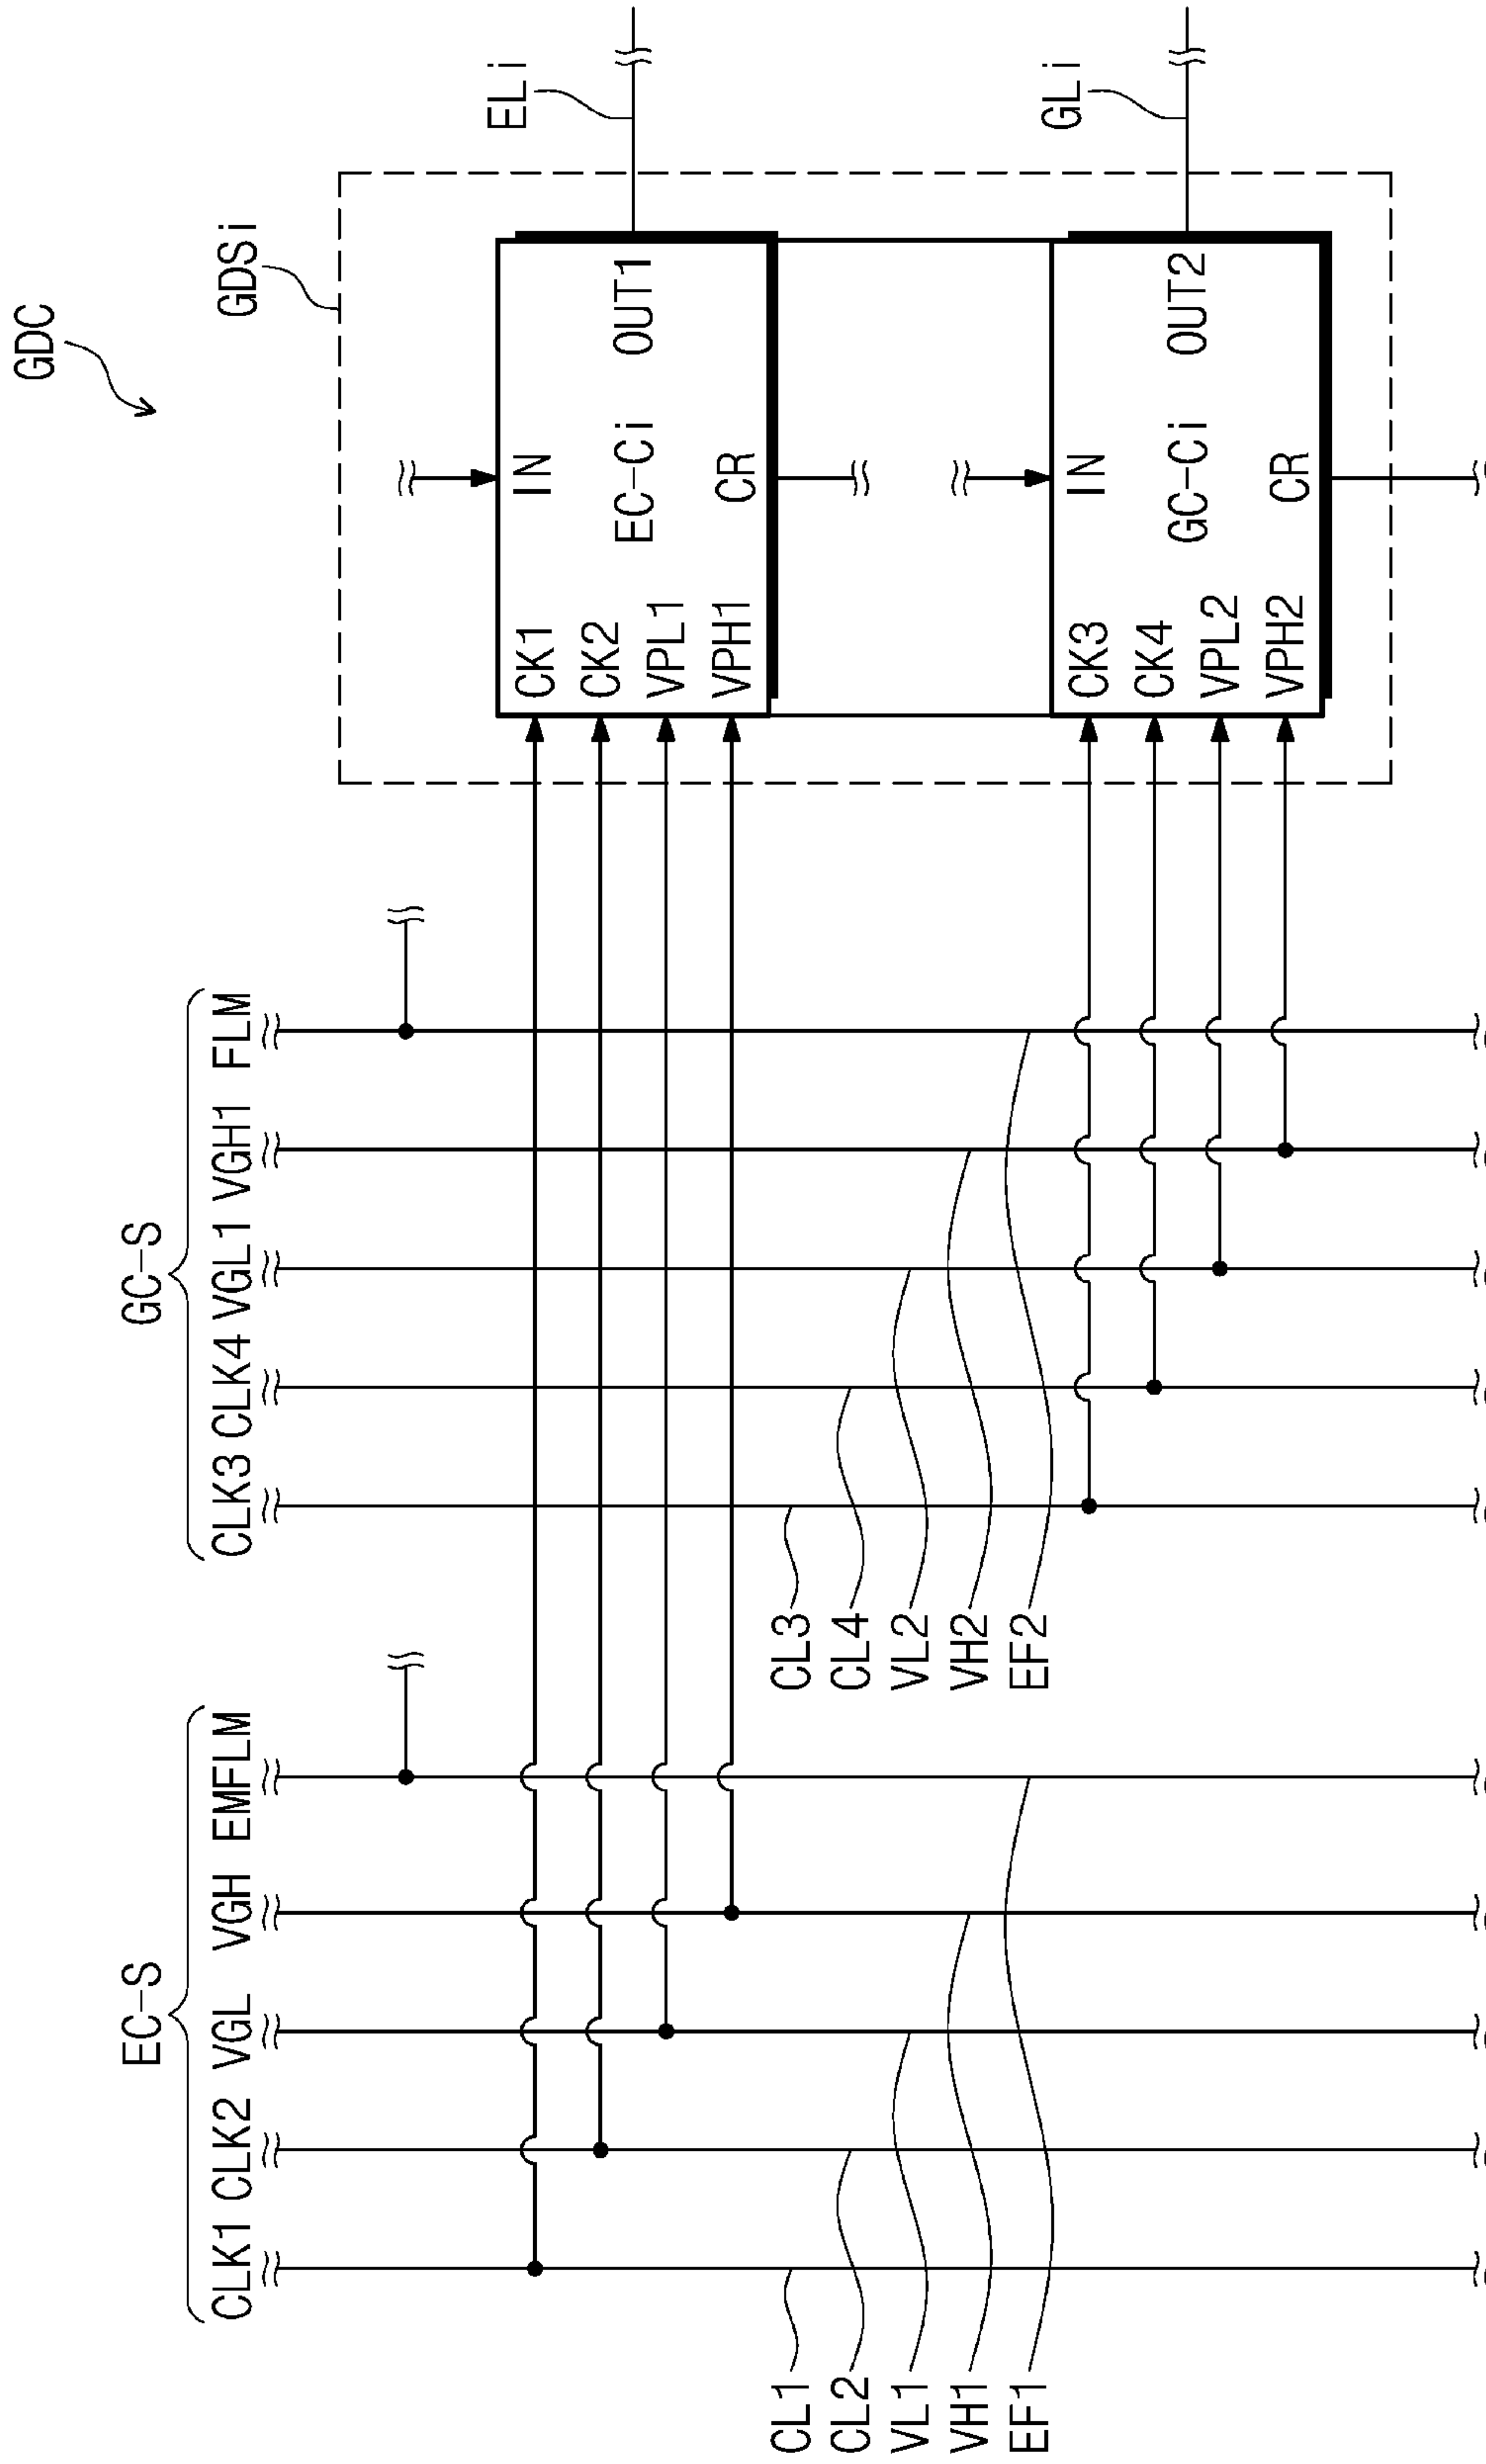 GDC
EC-S
GC-S
CLK1 CLK2 VGL VGH EMFLM
CLK3 CLK4 VGL1 VGH1 FLM
GDSi
CK1
IN
CK2
EC-Ci
OUT1
VPL1
VPH1
CR
ELi
CL1
CL2
VL1
VH1
EF1
CL3
CL4
VL2
VH2
EF2
CK3
IN
CK4
GC-Ci
OUT2
VPL2
VPH2
CR
GLi